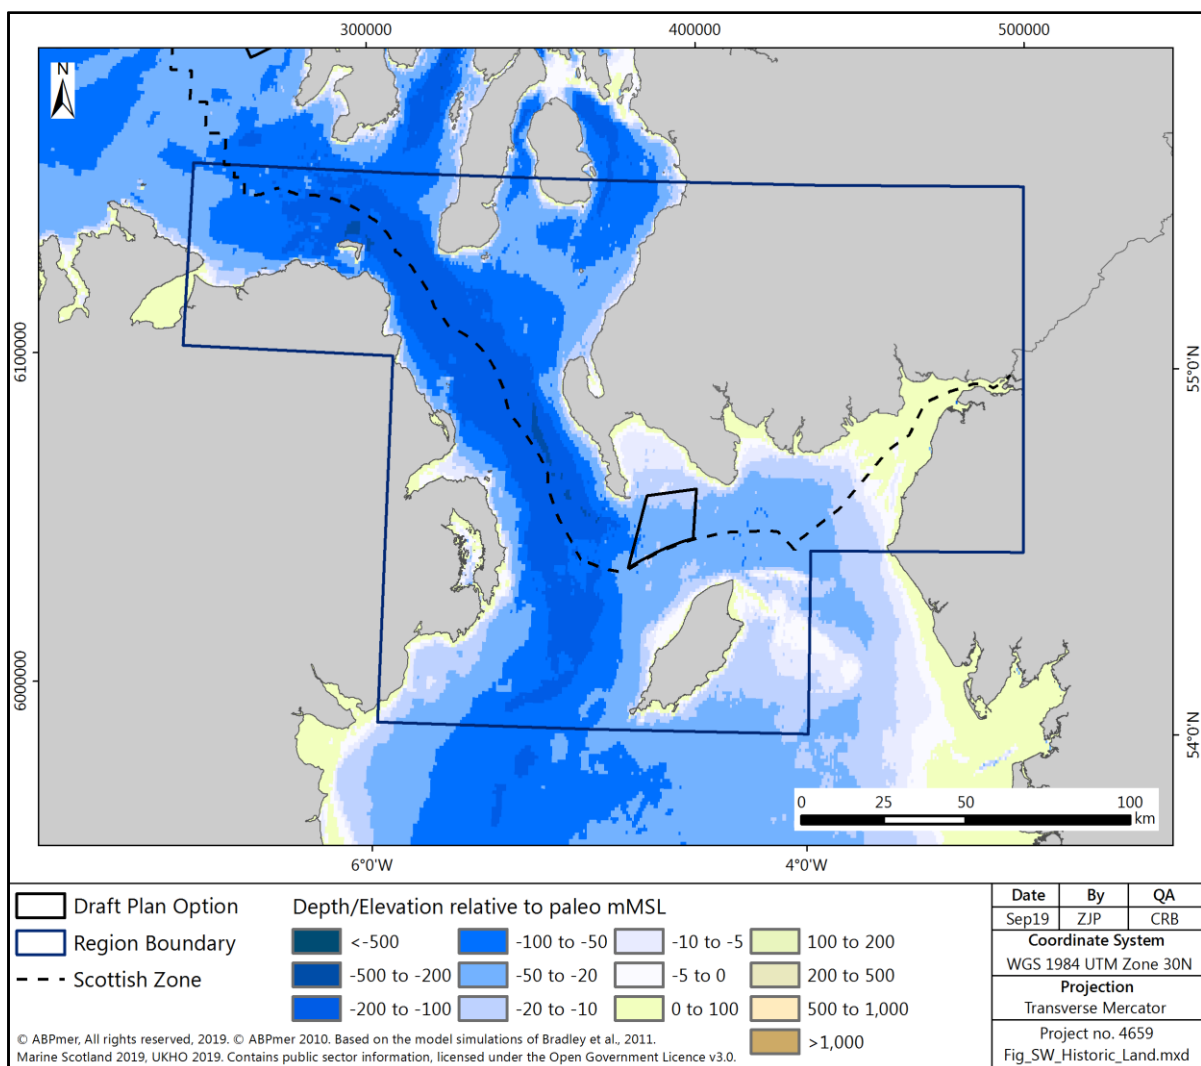 300000 400000 500000
N
6100000
55°0'N
6000000
54°0'N
0 25 50 100
km
6°0'W 4°0'W
Draft Plan Option
Region Boundary
Scottish Zone
Depth/Elevation relative to paleo mMSL
<-500 -100 to -50 -10 to -5 100 to 200
-500 to -200 -50 to -20 -5 to 0 200 to 500
-200 to -100 -20 to -10 0 to 100 500 to 1,000
>1,000
© ABPmer, All rights reserved, 2019. © ABPmer 2010. Based on the model simulations of Bradley et al., 2011.
Marine Scotland 2019, UKHO 2019. Contains public sector information, licensed under the Open Government Licence v3.0.
Date By QA
Sep19 ZJP CRB
Coordinate System
WGS 1984 UTM Zone 30N
Projection
Transverse Mercator
Project no. 4659
Fig_SW_Historic_Land.mxd